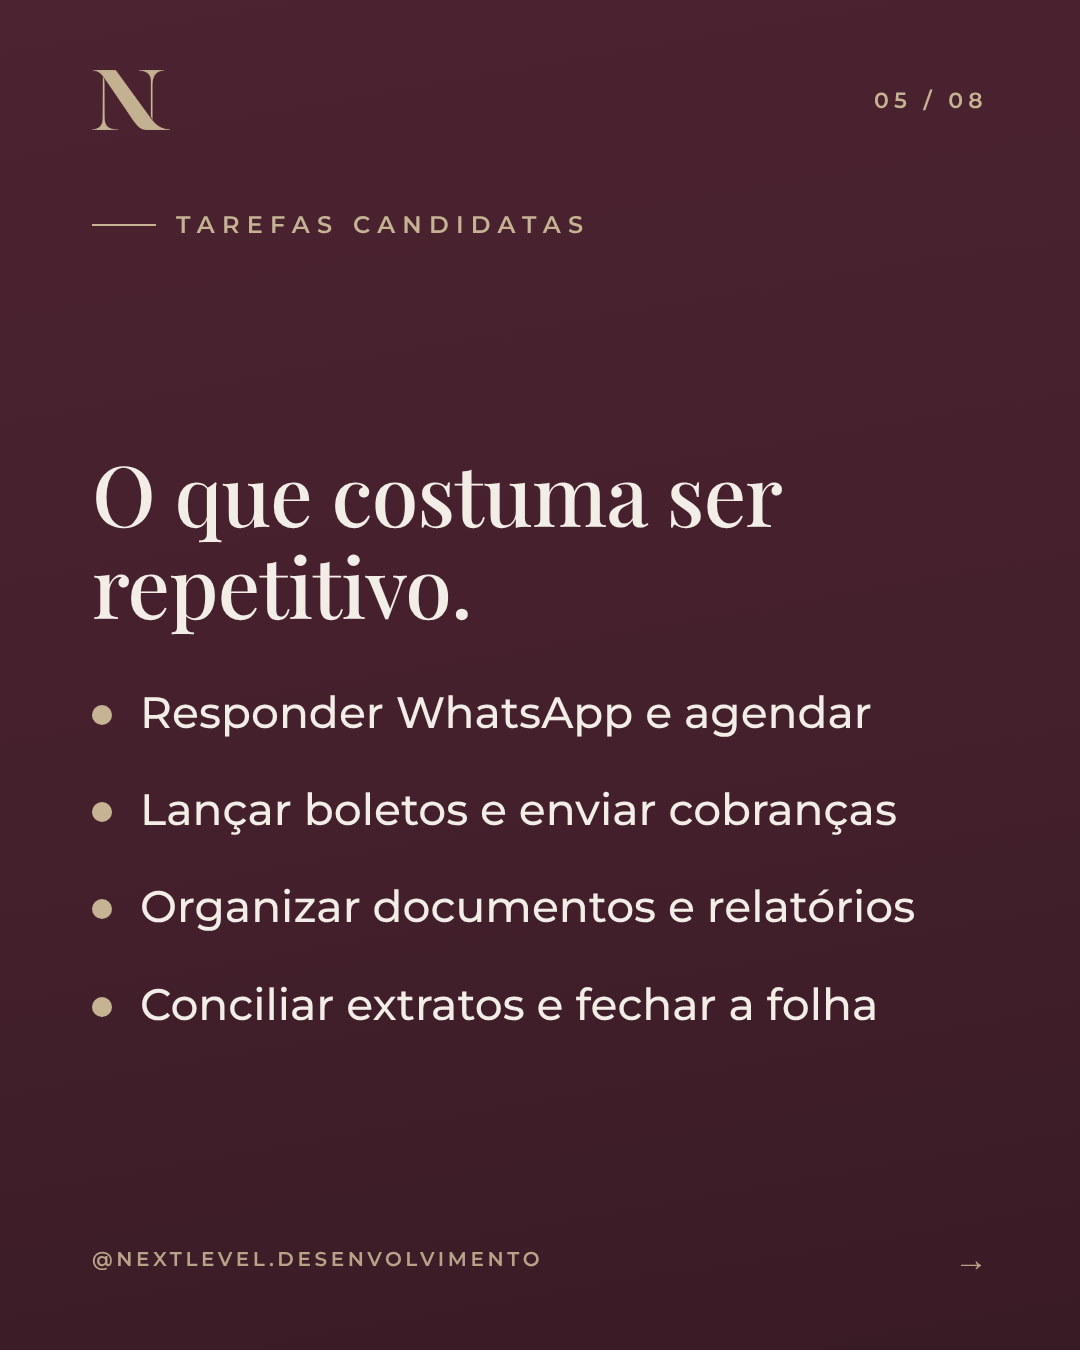 N
05 / 08
TAREFAS CANDIDATAS
O que costuma ser
repetitivo.
Responder WhatsApp e agendar
Lançar boletos e enviar cobranças
Organizar documentos e relatórios
Conciliar extratos e fechar a folha
@NEXTLEVEL.DESENVOLVIMENTO
→